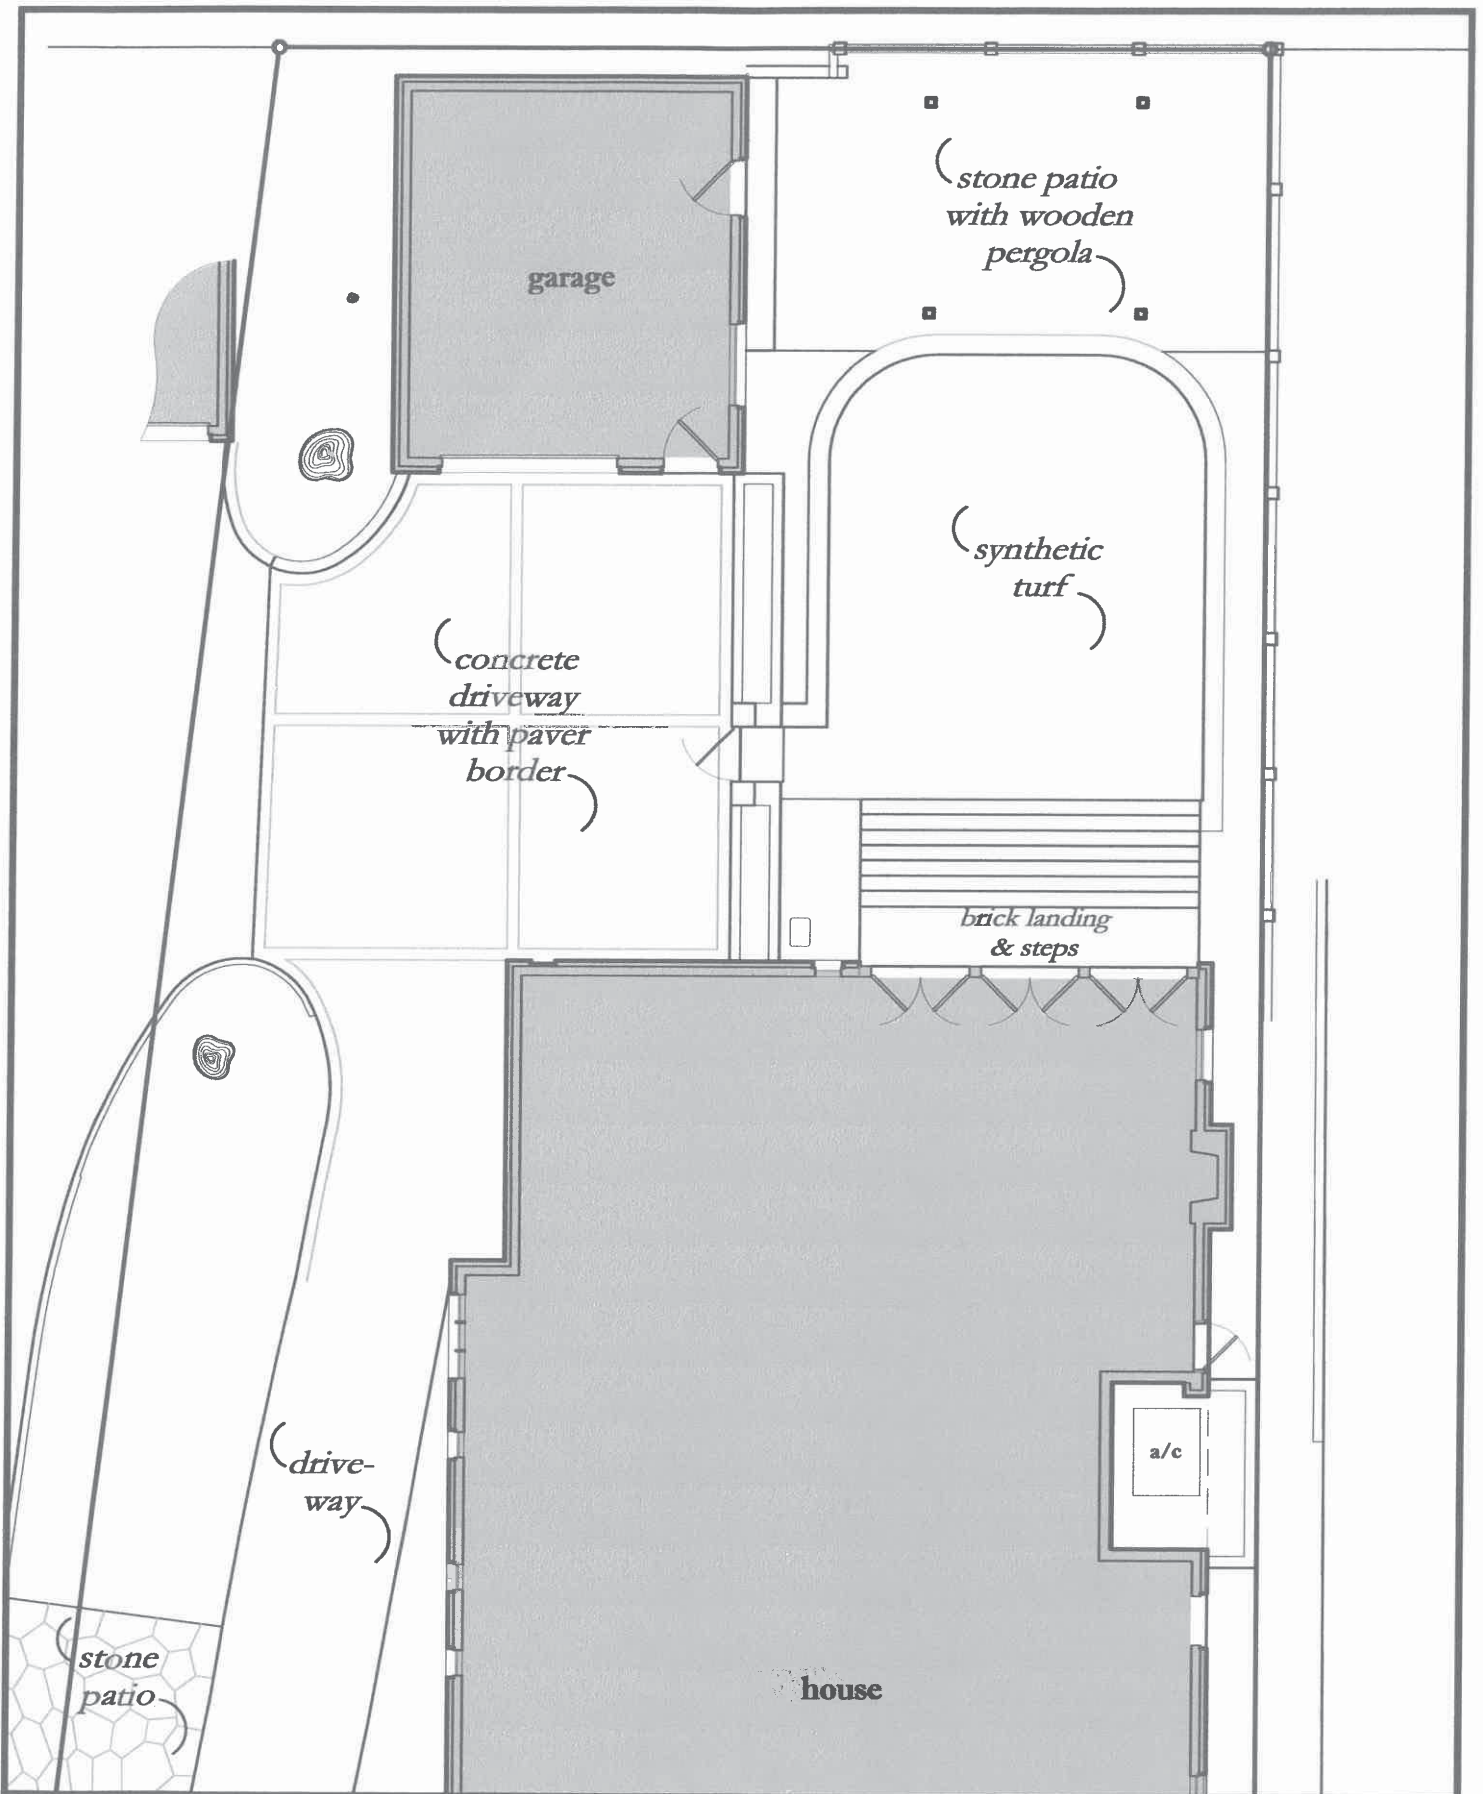 stone patio
with wooden
pergola
garage
synthetic
turf
concrete
driveway
with paver
border
brick landing
& steps
drive-
way
a/c
stone
patio
house